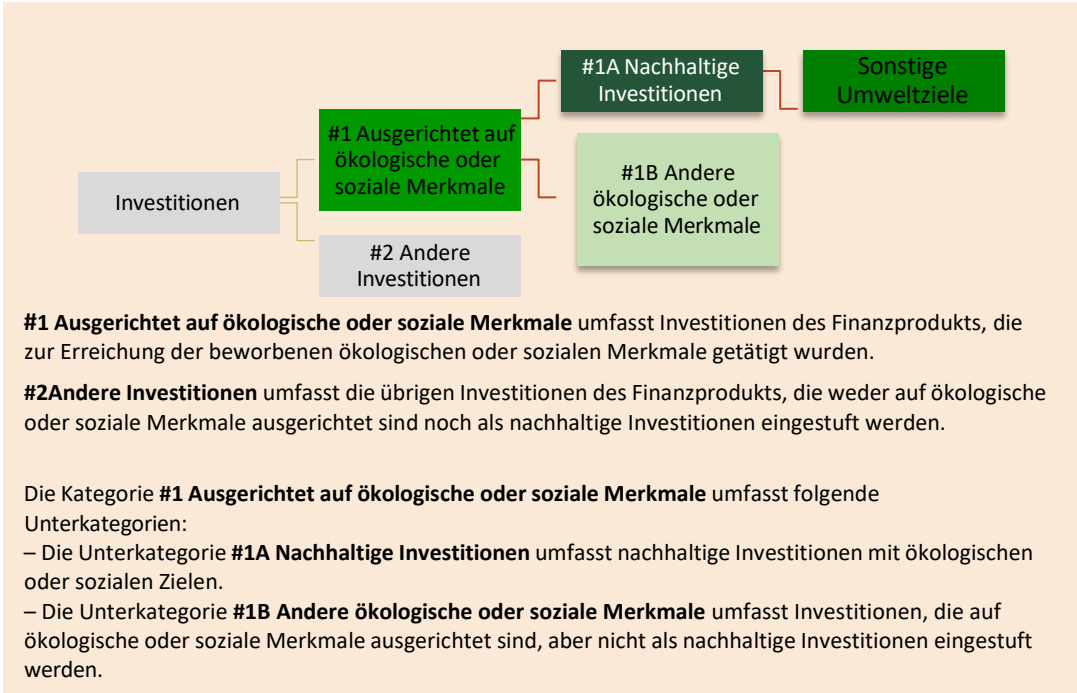 #1A Nachhaltige
Investitionen
Sonstige
Umweltziele
#1 Ausgerichtet auf
ökologische oder
soziale Merkmale
#1B Andere
ökologische oder
soziale Merkmale
Investitionen
#2 Andere
Investitionen
#1 Ausgerichtet auf ökologische oder soziale Merkmale umfasst Investitionen des Finanzprodukts, die
zur Erreichung der beworbenen ökologischen oder sozialen Merkmale getätigt wurden.
#2Andere Investitionen umfasst die übrigen Investitionen des Finanzprodukts, die weder auf ökologische
oder soziale Merkmale ausgerichtet sind noch als nachhaltige Investitionen eingestuft werden.
Die Kategorie #1 Ausgerichtet auf ökologische oder soziale Merkmale umfasst folgende
Unterkategorien:
– Die Unterkategorie #1A Nachhaltige Investitionen umfasst nachhaltige Investitionen mit ökologischen
oder sozialen Zielen.
– Die Unterkategorie #1B Andere ökologische oder soziale Merkmale umfasst Investitionen, die auf
ökologische oder soziale Merkmale ausgerichtet sind, aber nicht als nachhaltige Investitionen eingestuft
werden.